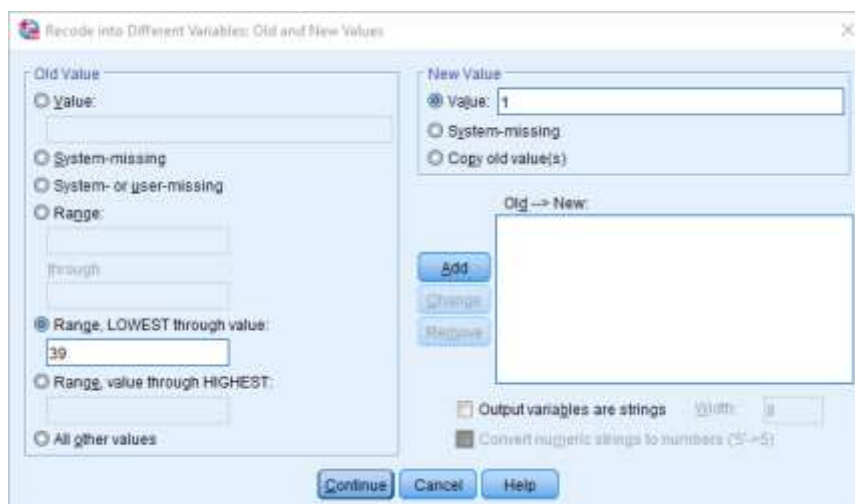 Recode into Different Variables: Old and New Values
Old Value
Value:
System-missing
System- or user-missing
Range:
through
Range, LOWEST through value:
39
Range, value through HIGHEST:
All other values
New Value
Value: 1
System-missing
Copy old value(s)
Old --> New:
Add
Change
Remove
Output variables are strings
Width: 8
Convert numeric strings to numbers ('5'->5)
Continue
Cancel
Help